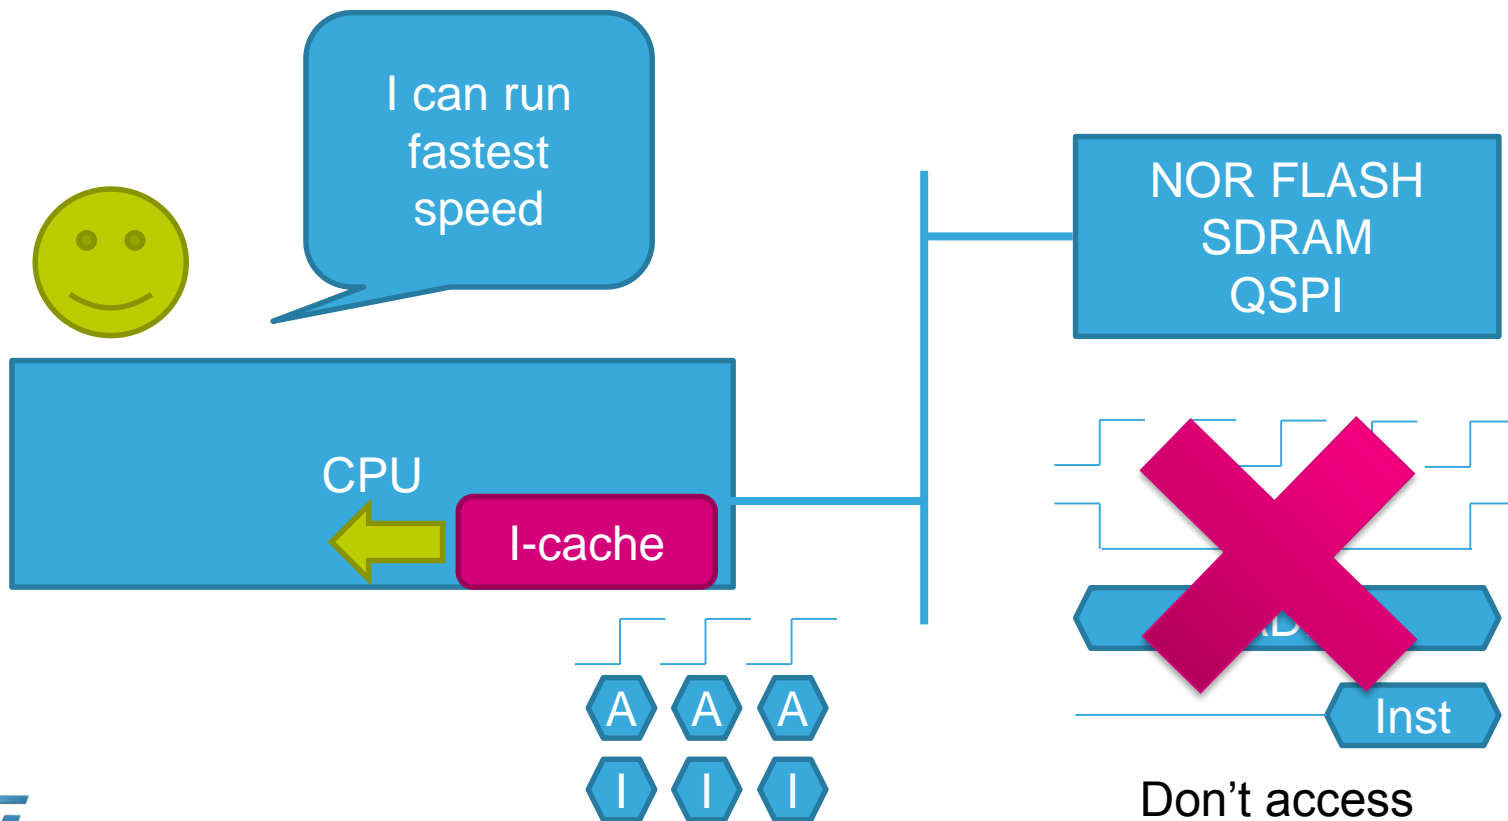 I can run
fastest
speed
NOR FLASH
SDRAM
QSPI
CPU
I-cache
A A A
Inst
I I I
Don’t access